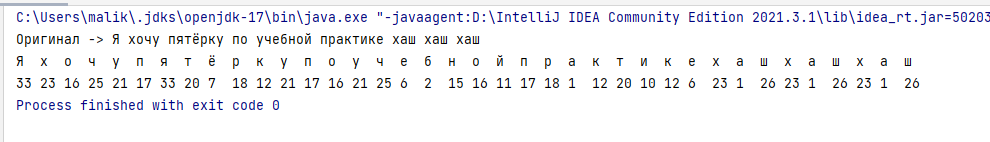 C:\Users\malik\.jdks\openjdk-17\bin\java.exe "-javaagent:D:\IntelliJ IDEA Community Edition 2021.3.1\lib\idea_rt.jar=50203
Оригинал -> Я хочу пятёрку по учебной практике хаш хаш хаш
Я х о ч у п я т ё р к у п о у ч е б н о й п р а к т и к е х а ш х а ш х а ш
33 23 16 25 21 17 33 20 7 18 12 21 17 16 21 25 6 2 15 16 11 17 18 1 12 20 10 12 6 23 1 26 23 1 26 23 1 26
Process finished with exit code 0